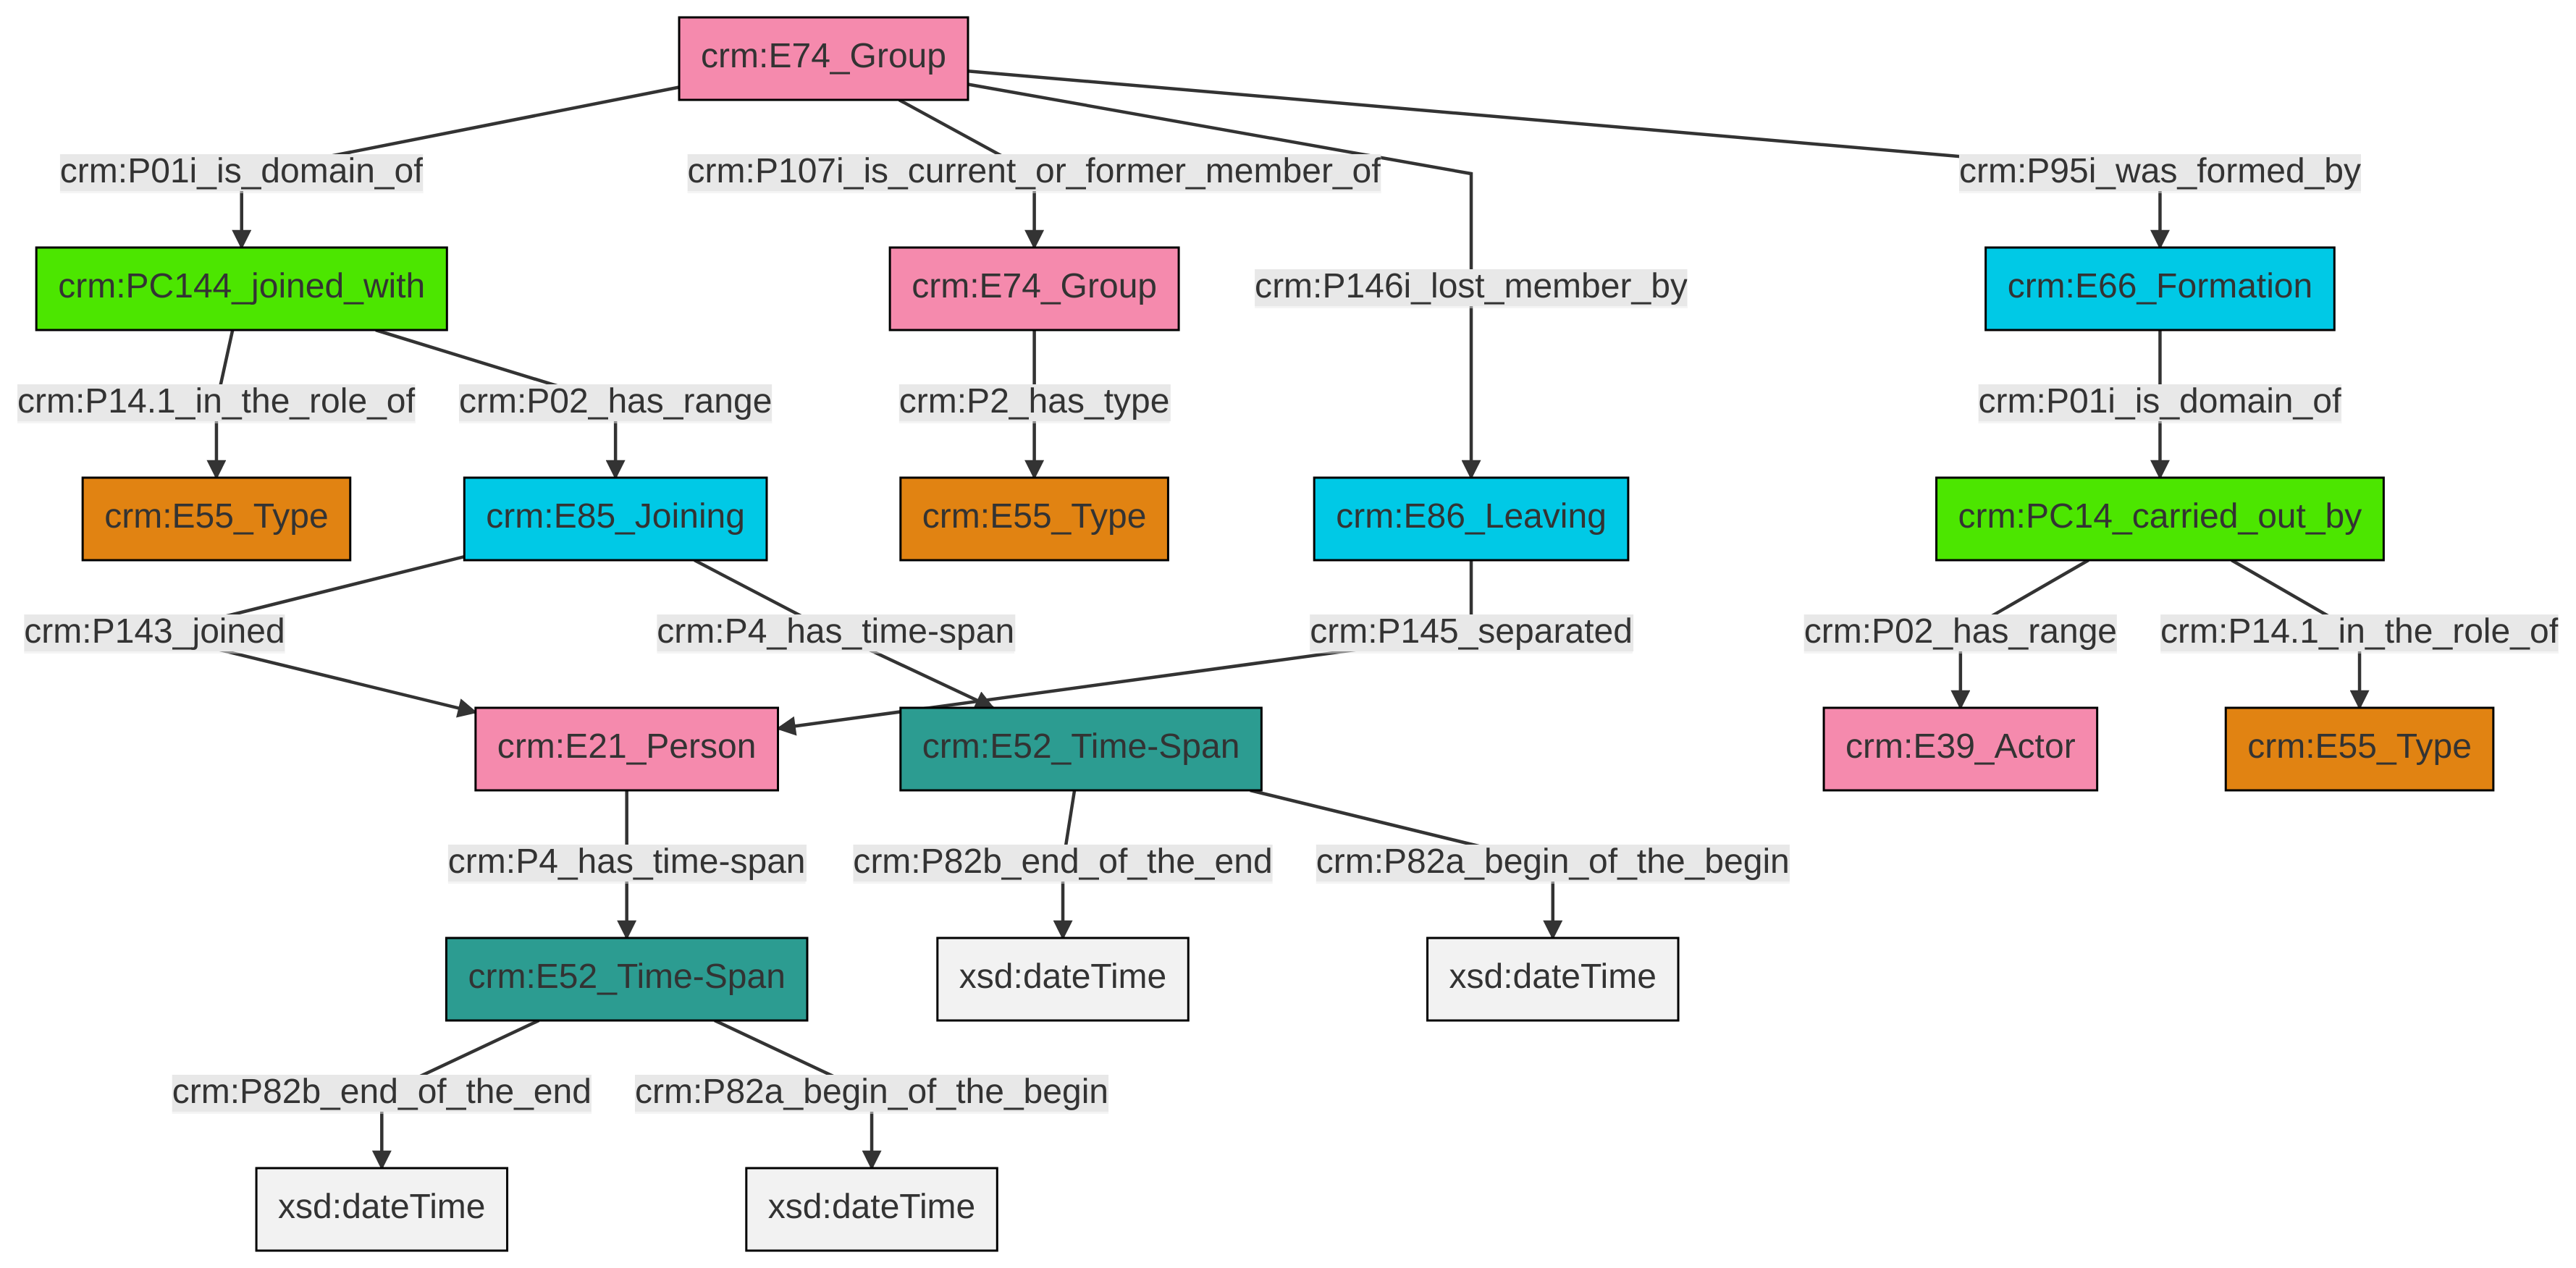 crm:E74_Group
crm:P01i_is_domain_of
crm:P107i_is_current_or_former_member_of
crm:P95i_was_formed_by
crm:PC144_joined_with
crm:E74_Group
crm:P146i_lost_member_by
crm:E66_Formation
crm:P14.1_in_the_role_of
crm:P02_has_range
crm:P2_has_type
crm:P01i_is_domain_of
crm:E55_Type
crm:E85_Joining
crm:E55_Type
crm:E86_Leaving
crm:PC14_carried_out_by
crm:P143_joined
crm:P4_has_time-span
crm:P145_separated
crm:P02_has_range
crm:P14.1_in_the_role_of
crm:E21_Person
crm:E52_Time-Span
crm:E39_Actor
crm:E55_Type
crm:P4_has_time-span
crm:P82b_end_of_the_end
crm:P82a_begin_of_the_begin
crm:E52_Time-Span
xsd:dateTime
xsd:dateTime
crm:P82b_end_of_the_end
crm:P82a_begin_of_the_begin
xsd:dateTime
xsd:dateTime